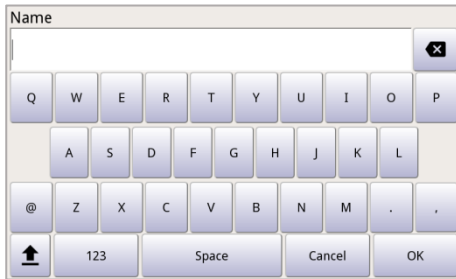 Name
Q W E R T Y U I O P
A S D F G H J K L
@ Z X C V B N M . ,
123 Space Cancel OK